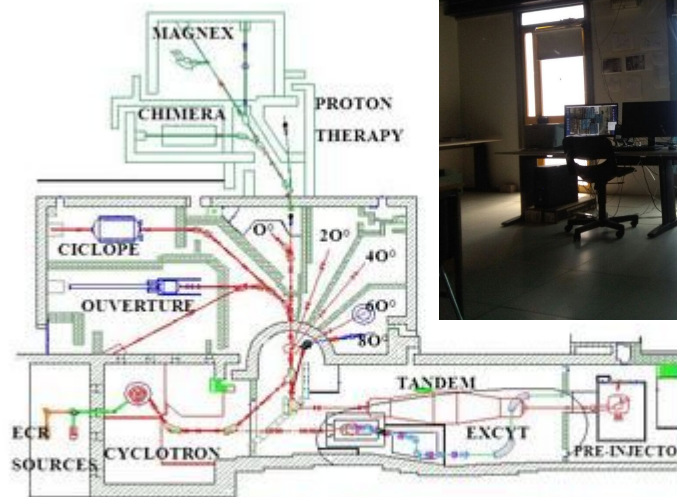 MAGNEX
CHIMERA
PROTON
THERAPY
CICLOPE
0°
20°
40°
OUVERTURE
60°
80°
TANDEM
ECR
SOURCES
CYCLOTRON
EXCYT
PRE-INJECTO